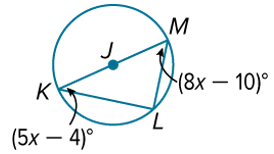 M
J
(8x – 10)°
K
L
(5x – 4)°